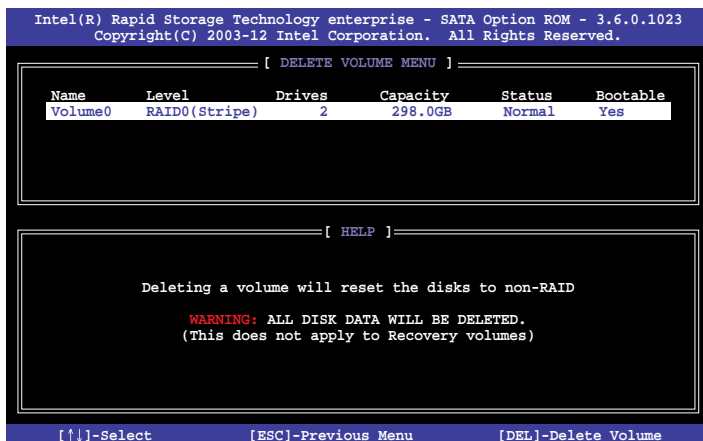 Intel(R) Rapid Storage Technology enterprise - SATA Option ROM - 3.6.0.1023
Copyright(C) 2003-12 Intel Corporation. All Rights Reserved.
[ DELETE VOLUME MENU ]
Name Level Drives Capacity Status Bootable
Volume0 RAID0(Stripe) 2 298.0GB Normal Yes
[ HELP ]
Deleting a volume will reset the disks to non-RAID
WARNING: ALL DISK DATA WILL BE DELETED.
(This does not apply to Recovery volumes)
[↑↓]-Select [ESC]-Previous Menu [DEL]-Delete Volume